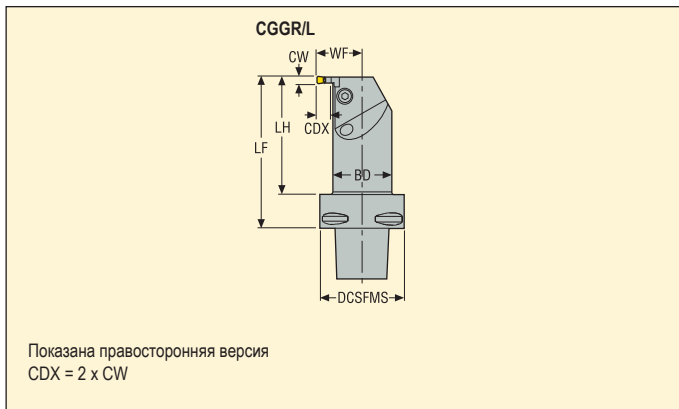 CGGR/L
CW
WF
CDX
LH
LF
BD
DCSFMS
Показана правосторонняя версия
CDX = 2 x CW